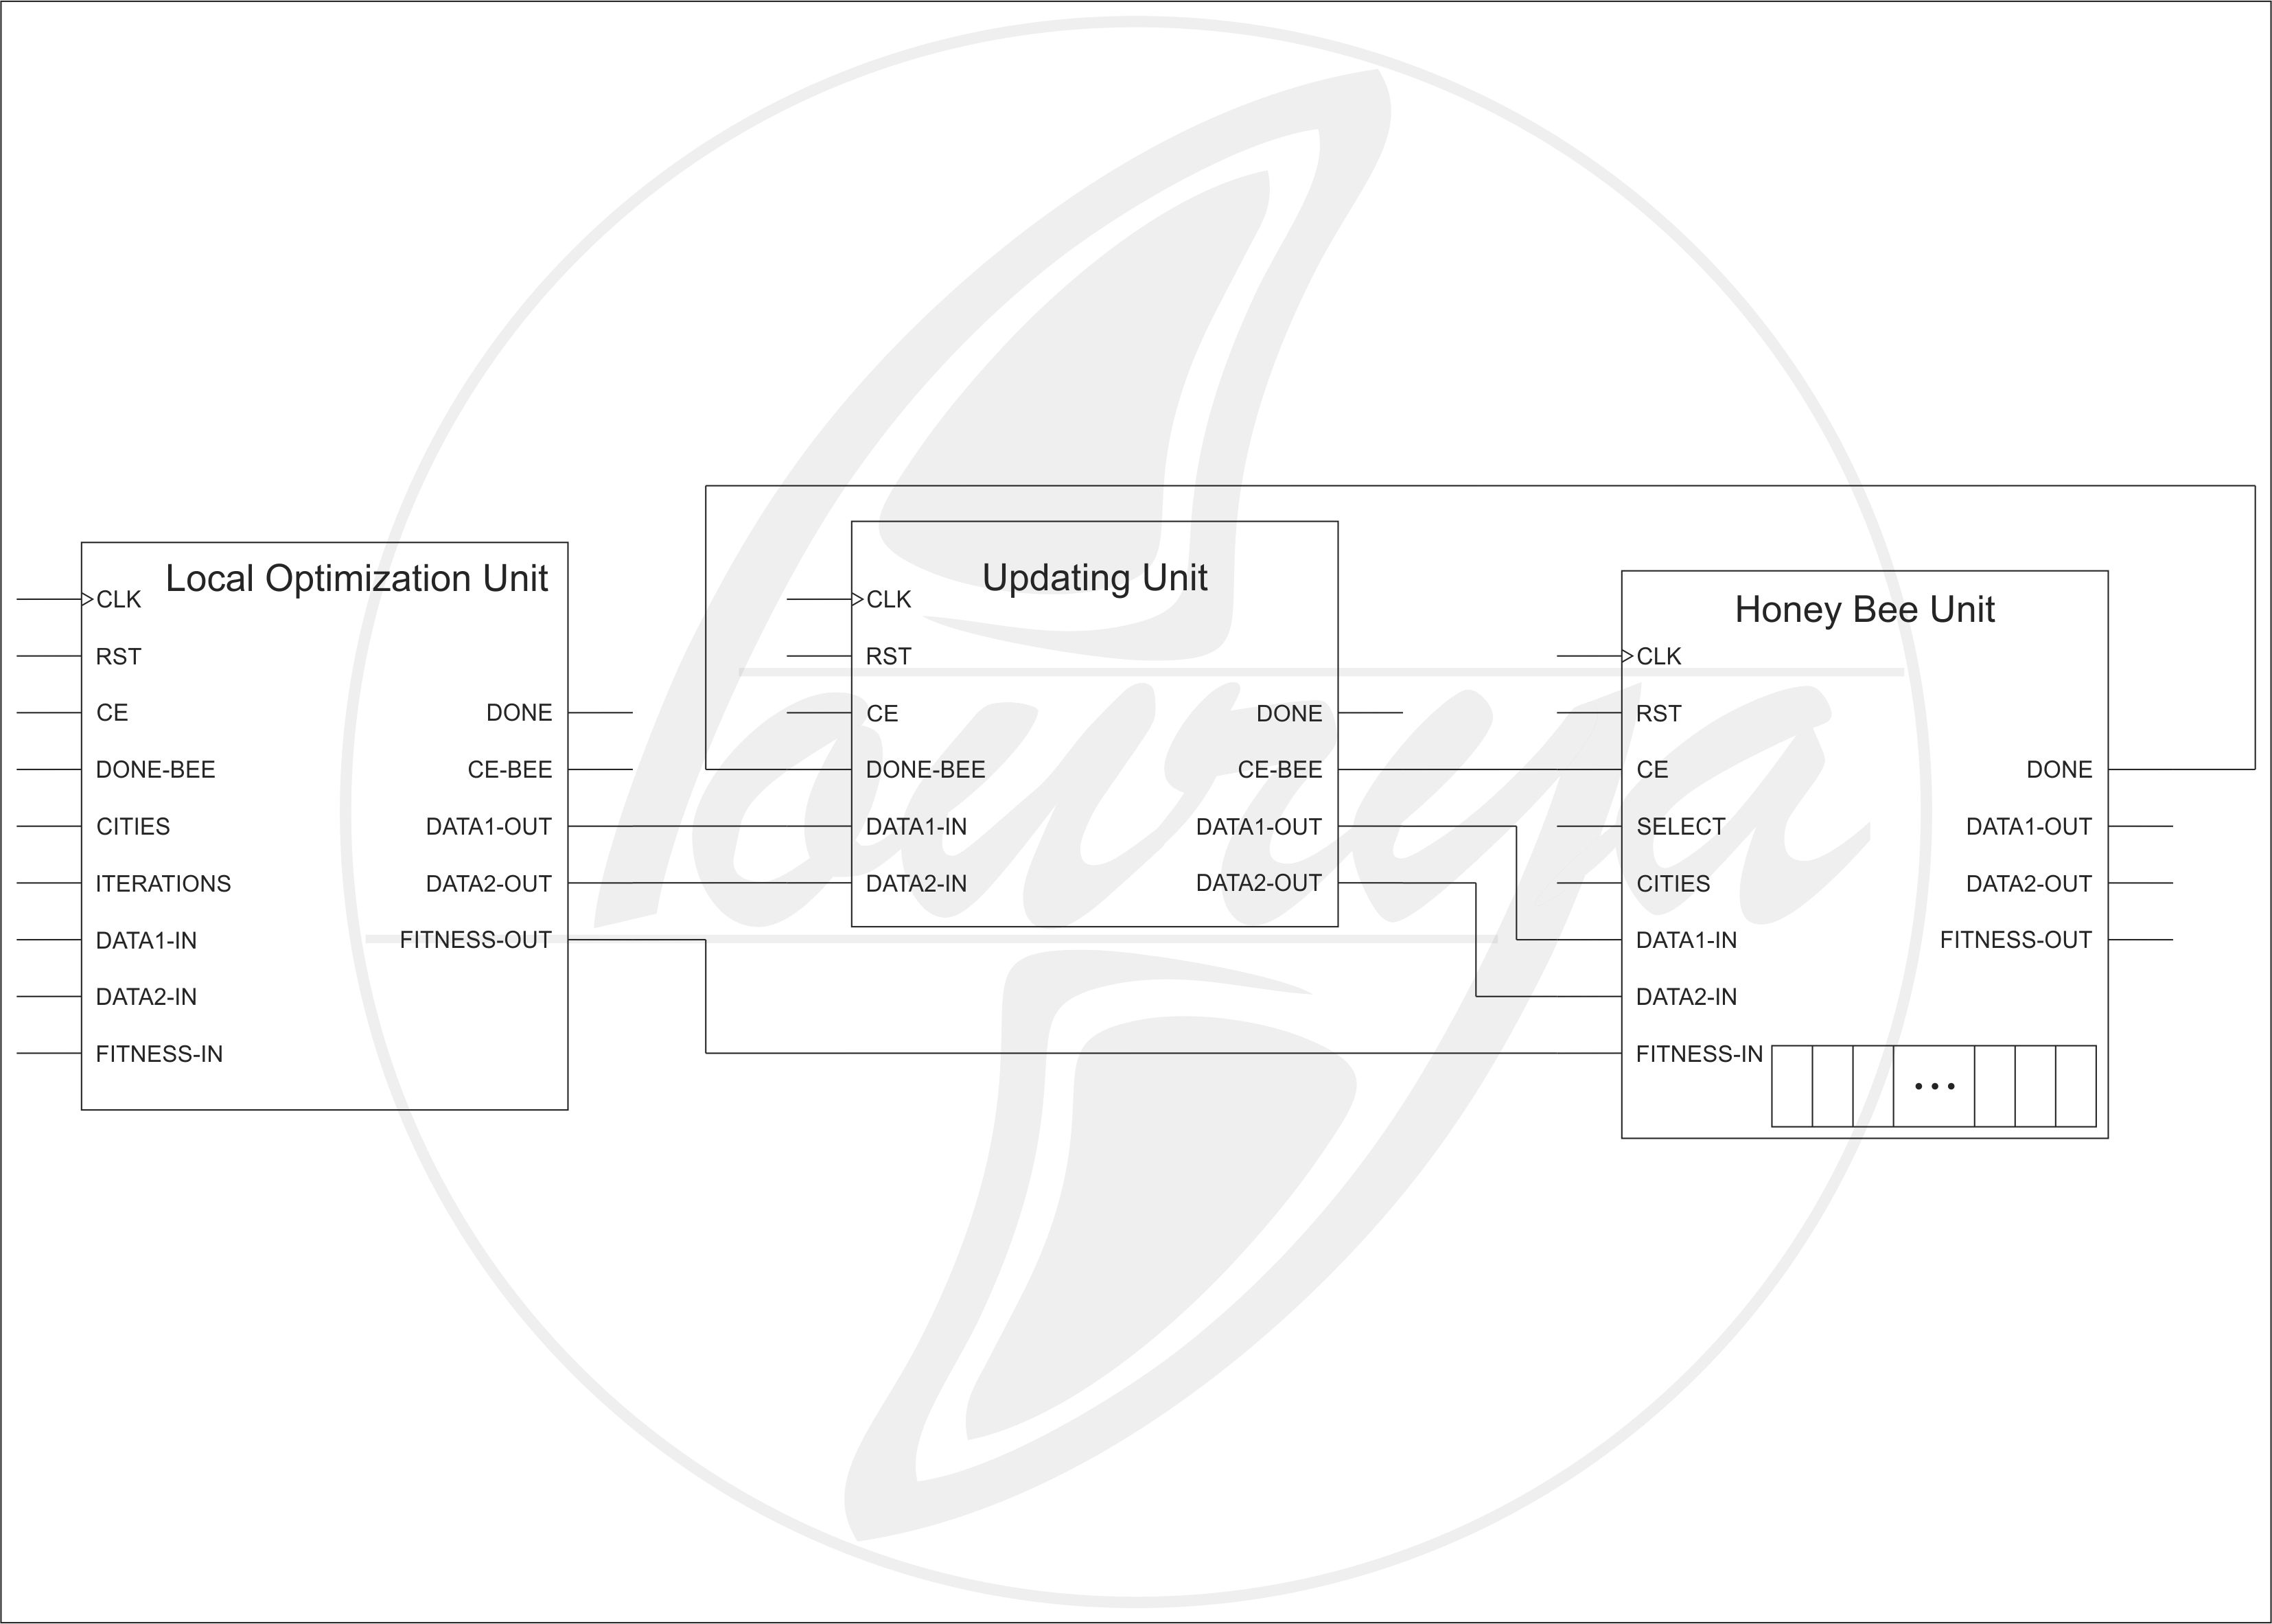 Local Optimization Unit
CLK
RST
CE
DONE-BEE
CITIES
ITERATIONS
DATA1-IN
DATA2-IN
FITNESS-IN
DONE
CE-BEE
DATA1-OUT
DATA2-OUT
FITNESS-OUT
Updating Unit
CLK
RST
CE
DONE-BEE
DATA1-IN
DATA2-IN
DONE
CE-BEE
DATA1-OUT
DATA2-OUT
Honey Bee Unit
CLK
RST
CE
SELECT
CITIES
DATA1-IN
DATA2-IN
FITNESS-IN
DONE
DATA1-OUT
DATA2-OUT
FITNESS-OUT
...